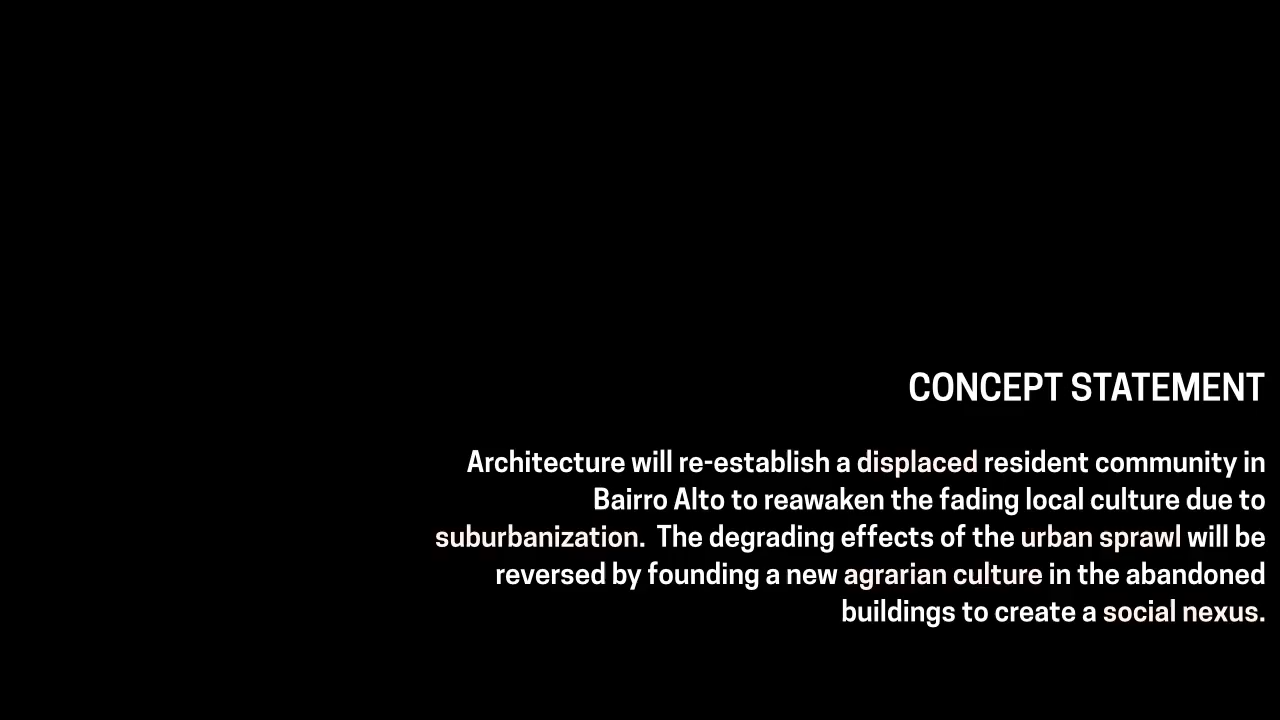 CONCEPT STATEMENT
Architecture will re-establish a displaced resident community in
Bairro Alto to reawaken the fading local culture due to
suburbanization.  The degrading effects of the urban sprawl will be
reversed by founding a new agrarian culture in the abandoned
buildings to create a social nexus.